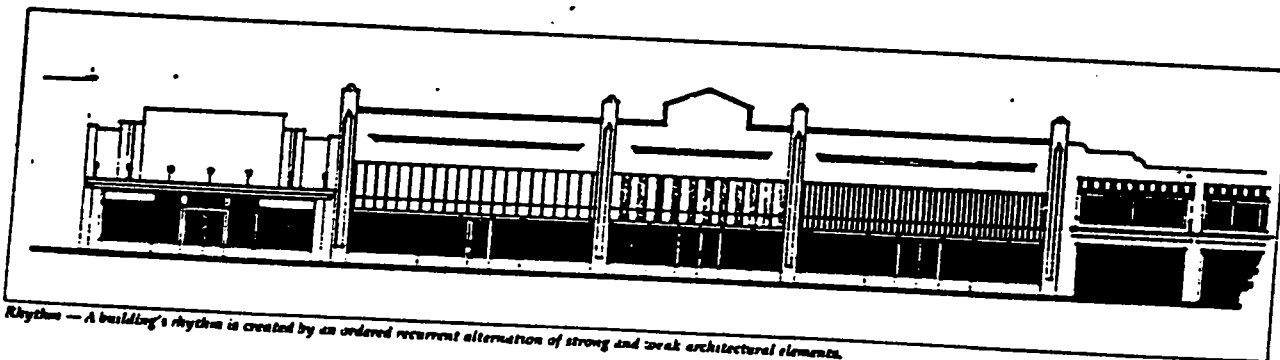 Rhythm — A building's rhythm is created by an ordered recurrent alternation of strong and weak architectural elements.